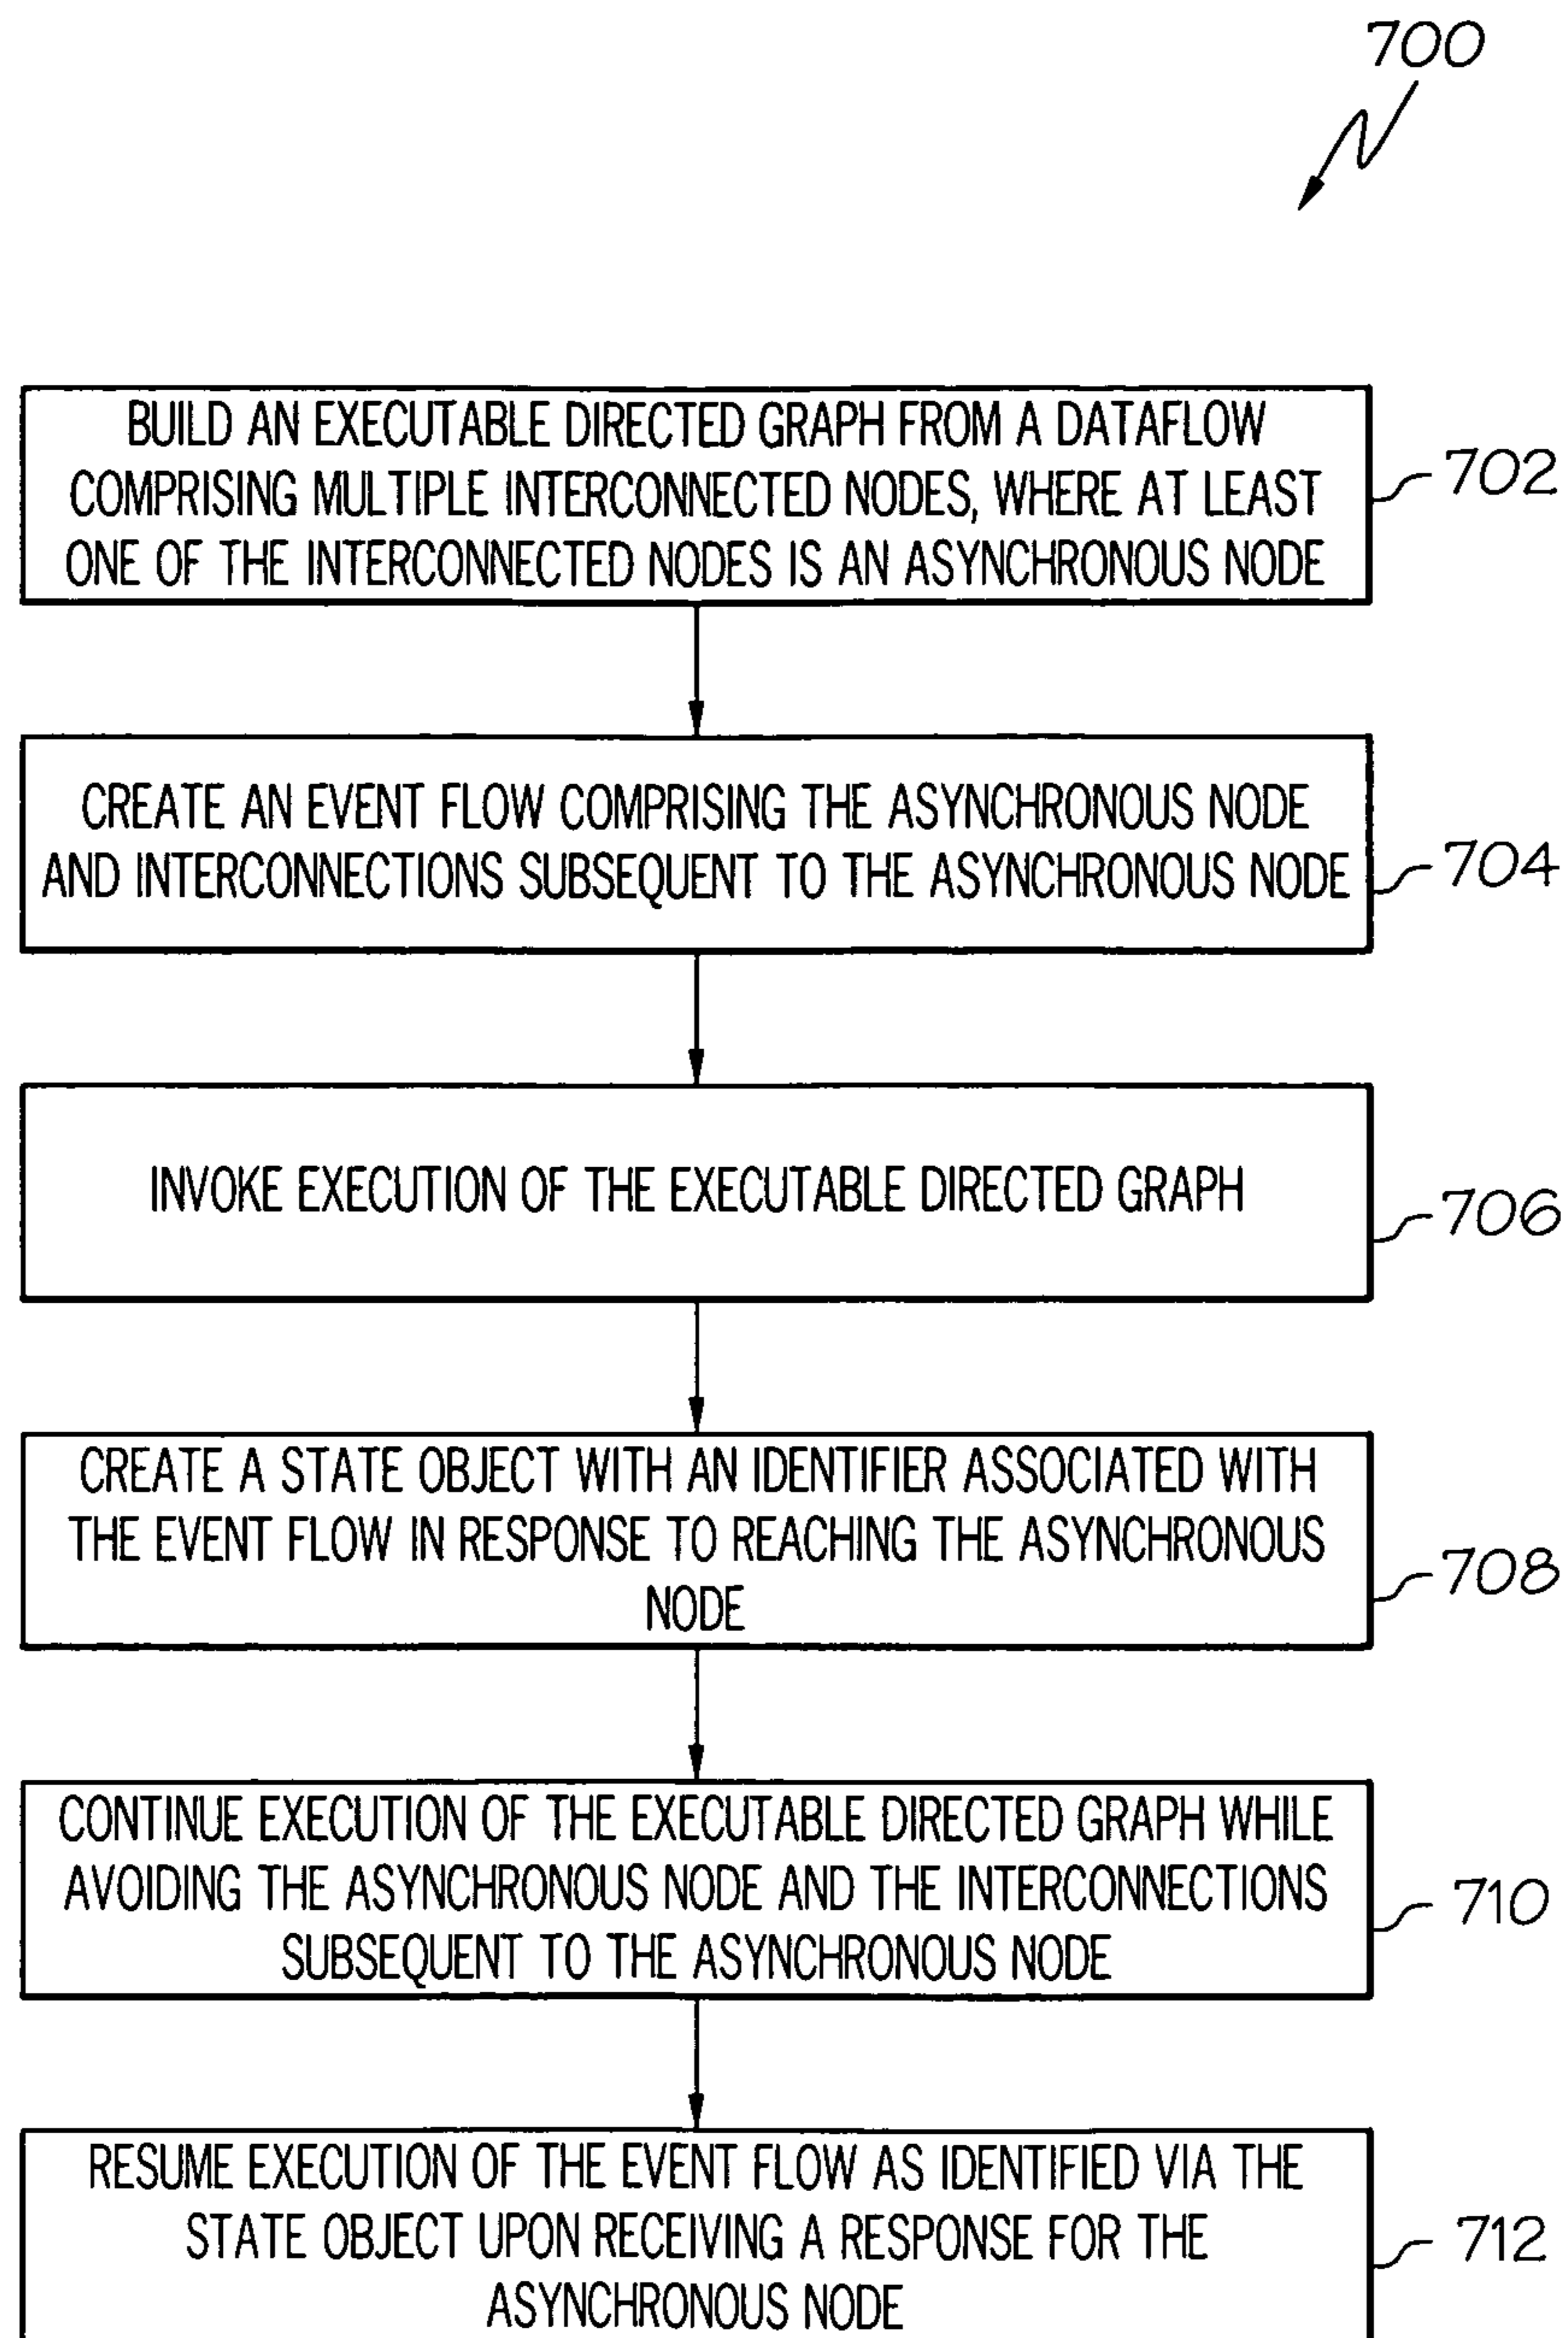 700
BUILD AN EXECUTABLE DIRECTED GRAPH FROM A DATAFLOW
COMPRISING MULTIPLE INTERCONNECTED NODES, WHERE AT LEAST
ONE OF THE INTERCONNECTED NODES IS AN ASYNCHRONOUS NODE
702
CREATE AN EVENT FLOW COMPRISING THE ASYNCHRONOUS NODE
AND INTERCONNECTIONS SUBSEQUENT TO THE ASYNCHRONOUS NODE
704
INVOKE EXECUTION OF THE EXECUTABLE DIRECTED GRAPH
706
CREATE A STATE OBJECT WITH AN IDENTIFIER ASSOCIATED WITH
THE EVENT FLOW IN RESPONSE TO REACHING THE ASYNCHRONOUS
NODE
708
CONTINUE EXECUTION OF THE EXECUTABLE DIRECTED GRAPH WHILE
AVOIDING THE ASYNCHRONOUS NODE AND THE INTERCONNECTIONS
SUBSEQUENT TO THE ASYNCHRONOUS NODE
710
RESUME EXECUTION OF THE EVENT FLOW AS IDENTIFIED VIA THE
STATE OBJECT UPON RECEIVING A RESPONSE FOR THE
ASYNCHRONOUS NODE
712